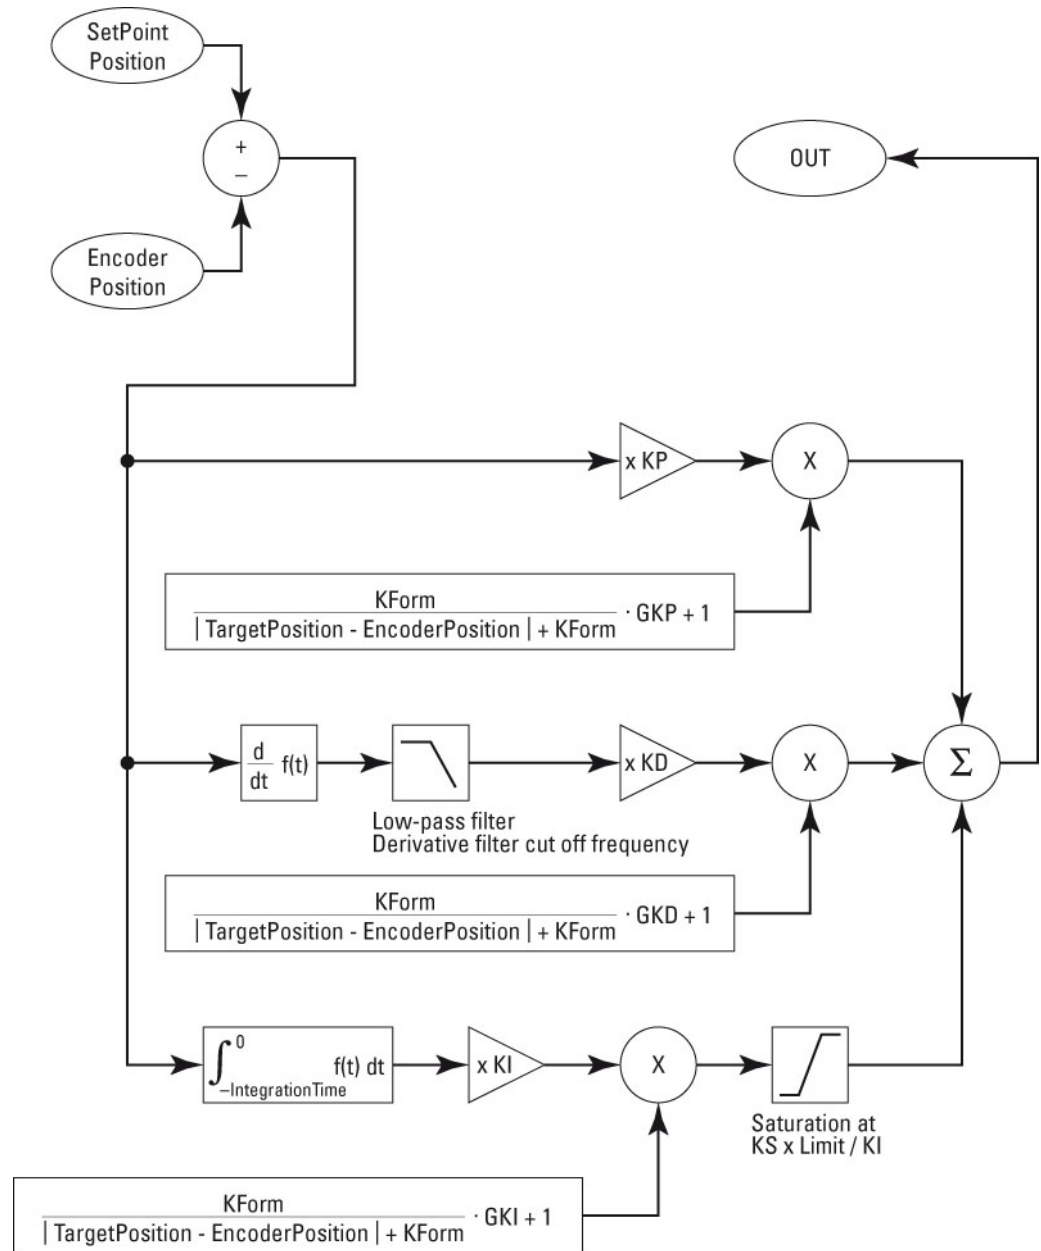 SetPoint
Position
+
–
Encoder
Position
OUT
x KP
X
KForm
| TargetPosition - EncoderPosition | + KForm
· GKP + 1
d
dt
f(t)
x KD
X
Σ
Low-pass filter
Derivative filter cut off frequency
KForm
| TargetPosition - EncoderPosition | + KForm
· GKD + 1
∫
0
–IntegrationTime
f(t) dt
x KI
X
Saturation at
KS x Limit / KI
KForm
| TargetPosition - EncoderPosition | + KForm
· GKI + 1